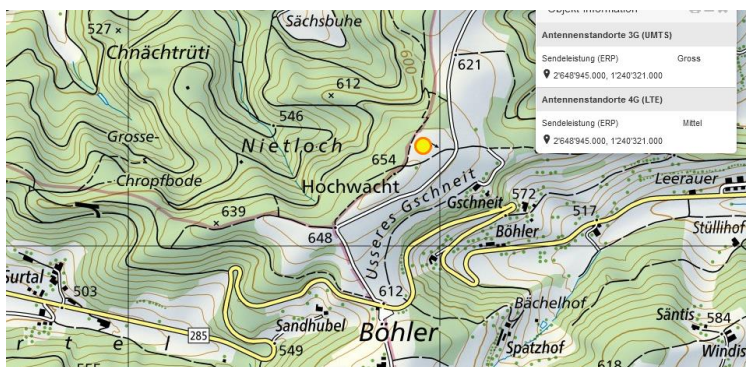 Sächsbuhe
527
Chnächtrüti
600
621
612
546
Nietloch
Grosse-
Chropfbode
654
Hochwacht
639
648
Usseres Gschneit
Gschneit
572
Böhler
517
Leerauer
Stüllihof
503
612
Sandhubel
Böhler
Bächelhof
Säntis
584
Windis
285
549
Spatzhof
618
555
r t e l
Objekt-Information
Antennenstandorte 3G (UMTS)
Sendeleistung (ERP) Gross
2'648'945.000, 1'240'321.000
Antennenstandorte 4G (LTE)
Sendeleistung (ERP) Mittel
2'648'945.000, 1'240'321.000